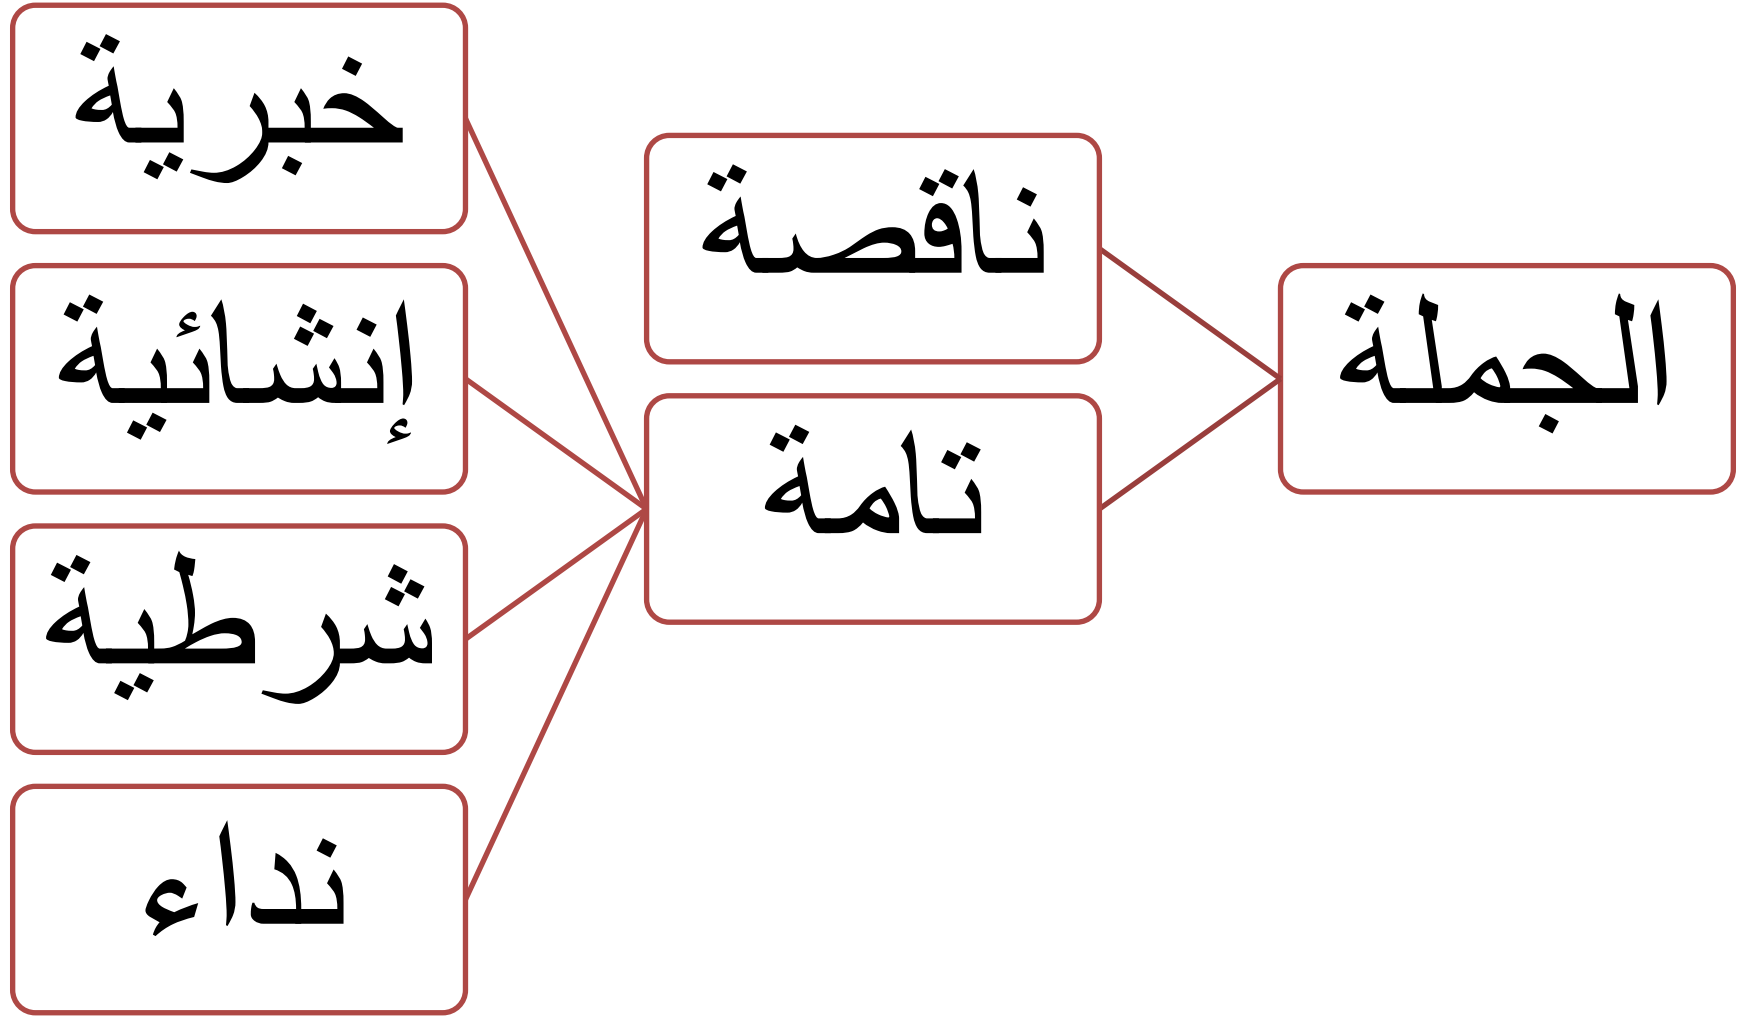 الجملة
ناقصة
تامة
خبرية
إنشائية
شرطية
نداء